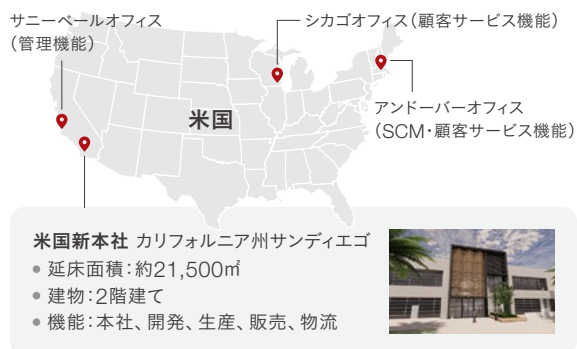 サニーベールオフィス
（管理機能）
シカゴオフィス（顧客サービス機能）
アンドーバーオフィス
（SCM・顧客サービス機能）
米国
米国新本社 カリフォルニア州サンディエゴ
● 延床面積：約21,500㎡
● 建物：2階建て
● 機能：本社、開発、生産、販売、物流